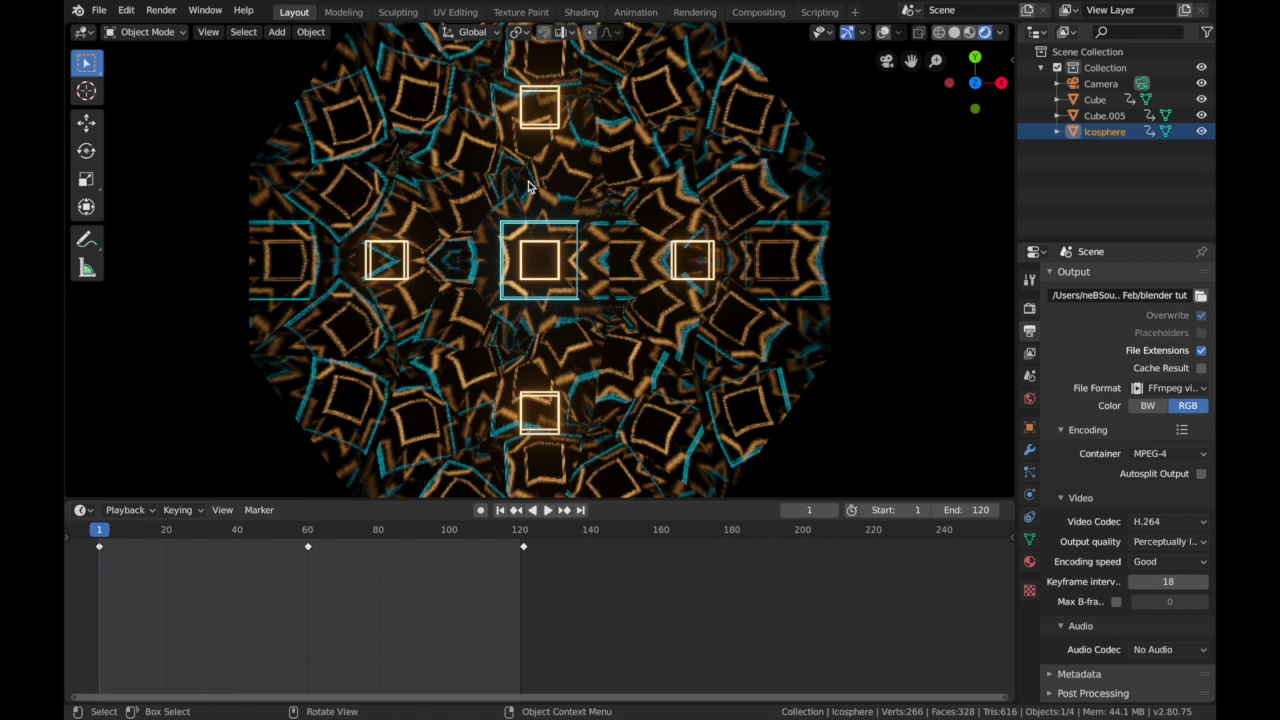 File Edit Render Window Help Layout Modeling Sculpting UV Editing Texture Paint Shading Animation Rendering Compositing Scripting + Scene View Layer
Object Mode View Select Add Object Global
Y
Z X
Scene Collection
Collection
Camera
Cube
Cube.005
Icosphere
Scene
Output
/Users/neBSou.. Feb/blender tut
Overwrite
Placeholders
File Extensions
Cache Result
File Format FFmpeg vi..
Color BW RGB
Encoding
Container MPEG-4
Autosplit Output
Video
Video Codec H.264
Output quality Perceptually l..
Encoding speed Good
Keyframe interv.. 18
Max B-fra.. 0
Audio
Audio Codec No Audio
Metadata
Post Processing
Playback Keying View Marker 1 Start: 1 End: 120
1 20 40 60 80 100 120 140 160 180 200 220 240
Select Box Select Rotate View Object Context Menu Collection | Icosphere | Verts:266 | Faces:328 | Tris:616 | Objects:1/4 | Mem: 44.1 MB | v2.80.75